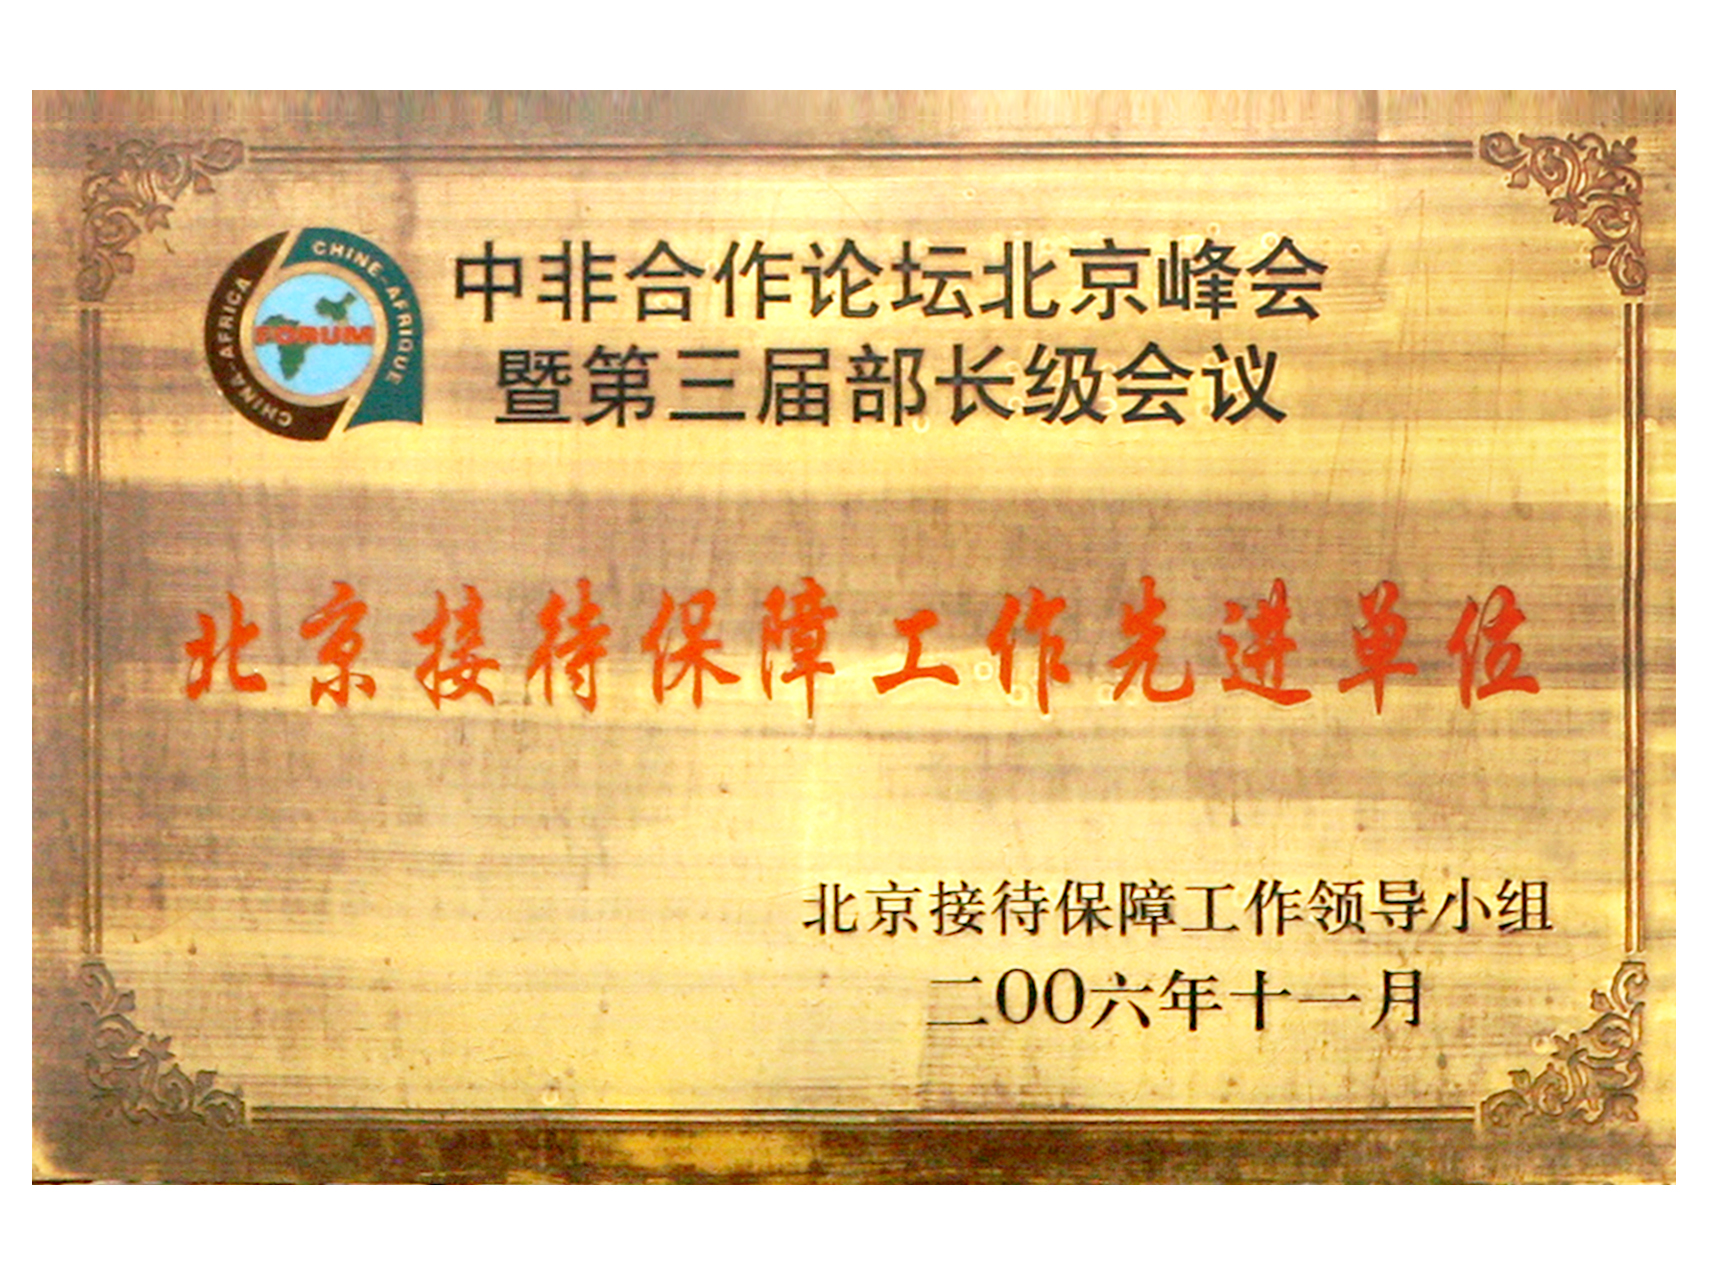 CHINE-AFRIQUE
CHINA-AFRICA
FORUM
中非合作论坛北京峰会
暨第三届部长级会议
北京接待保障工作先进单位
北京接待保障工作领导小组
二OO六年十一月